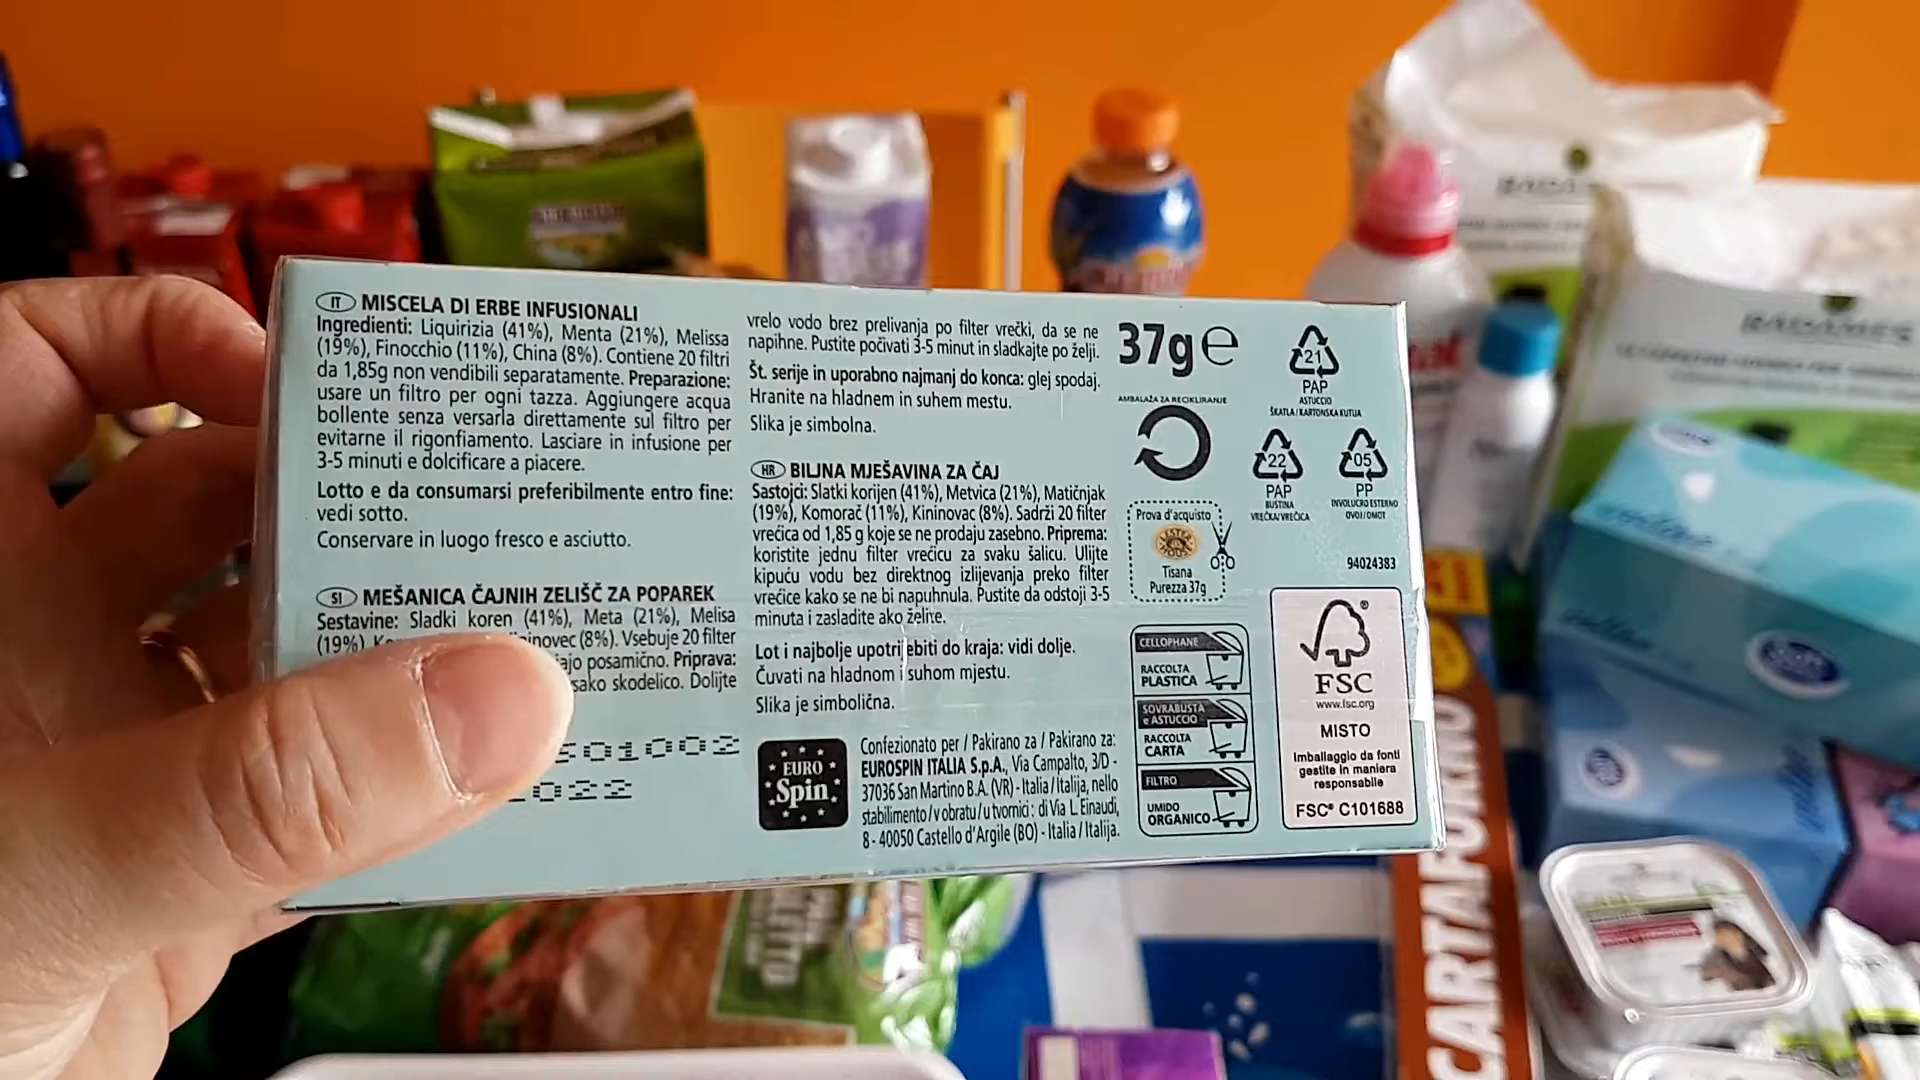 IT MISCELA DI ERBE INFUSIONALI
Ingredienti: Liquirizia (41%), Menta (21%), Melissa
(19%), Finocchio (11%), China (8%). Contiene 20 filtri
da 1,85g non vendibili separatamente. Preparazione:
usare un filtro per ogni tazza. Aggiungere acqua
bollente senza versarla direttamente sul filtro per
evitarne il rigonfiamento. Lasciare in infusione per
3-5 minuti e dolcificare a piacere.
Lotto e da consumarsi preferibilmente entro fine:
vedi sotto.
Conservare in luogo fresco e asciutto.
SI MEŠANICA ČAJNIH ZELIŠČ ZA POPAREK
Sestavine: Sladki koren (41%), Meta (21%), Melisa
(19%) (8%). Vsebuje 20 filter
posamično. Priprava:
skodelico. Dolijte
vrelo vodo brez prelivanja po filter vrečki, da se ne
napihne. Pustite počivati 3-5 minut in sladkajte po želji.
Št. serije in uporabno najmanj do konca: glej spodaj.
Hranite na hladnem in suhem mestu.
Slika je simbolna.
HR BILJNA MJEŠAVINA ZA ČAJ
Sastojci: Slatki korijen (41%), Metvica (21%), Matičnjak
(19%), Komorač (11%), Kininovac (8%). Sadrži 20 filter
vrećica od 1,85 g koje se ne prodaju zasebno. Priprema:
koristite jednu filter vrećicu za svaku šalicu. Ulijte
kipuću vodu bez direktnog izlijevanja preko filter
vrećice kako se ne bi napuhnula. Pustite da odstoji 3-5
minuta i zasladite ako želite.
Lot i najbolje upotrijebiti do kraja: vidi dolje.
Čuvati na hladnom i suhom mjestu.
Slika je simbolična.
EURO
Spin
Confezionato per / Pakirano za / Pakirano za:
EUROSPIN ITALIA S.p.A., Via Campalto, 3/D -
37036 San Martino B.A. (VR) - Italia / Italija, nello
stabilimento / v obratu / u tvornici : di Via L. Einaudi,
8 - 40050 Castello d'Argile (BO) - Italia / Italija.
37g e
AMBALAŽA ZA RECIKLIRANJE
21
PAP
ASTUCCIO
ŠKATLA / KARTONSKA KUTIJA
22
PAP
BUSTINA
VREČKA/VREĆICA
05
PP
INVOLUCRO ESTERNO
OVOJ/OMOT
Prova d'acquisto
LESTER
HOUSE
Tisana
Purezza 37g
94024383
CELLOPHANE
RACCOLTA
PLASTICA
SOVRABUSTA
e ASTUCCIO
RACCOLTA
CARTA
FILTRO
UMIDO
ORGANICO
FSC
www.fsc.org
MISTO
Imballaggio da fonti
gestite in maniera
responsabile
FSC® C101688
CARTAFORNO